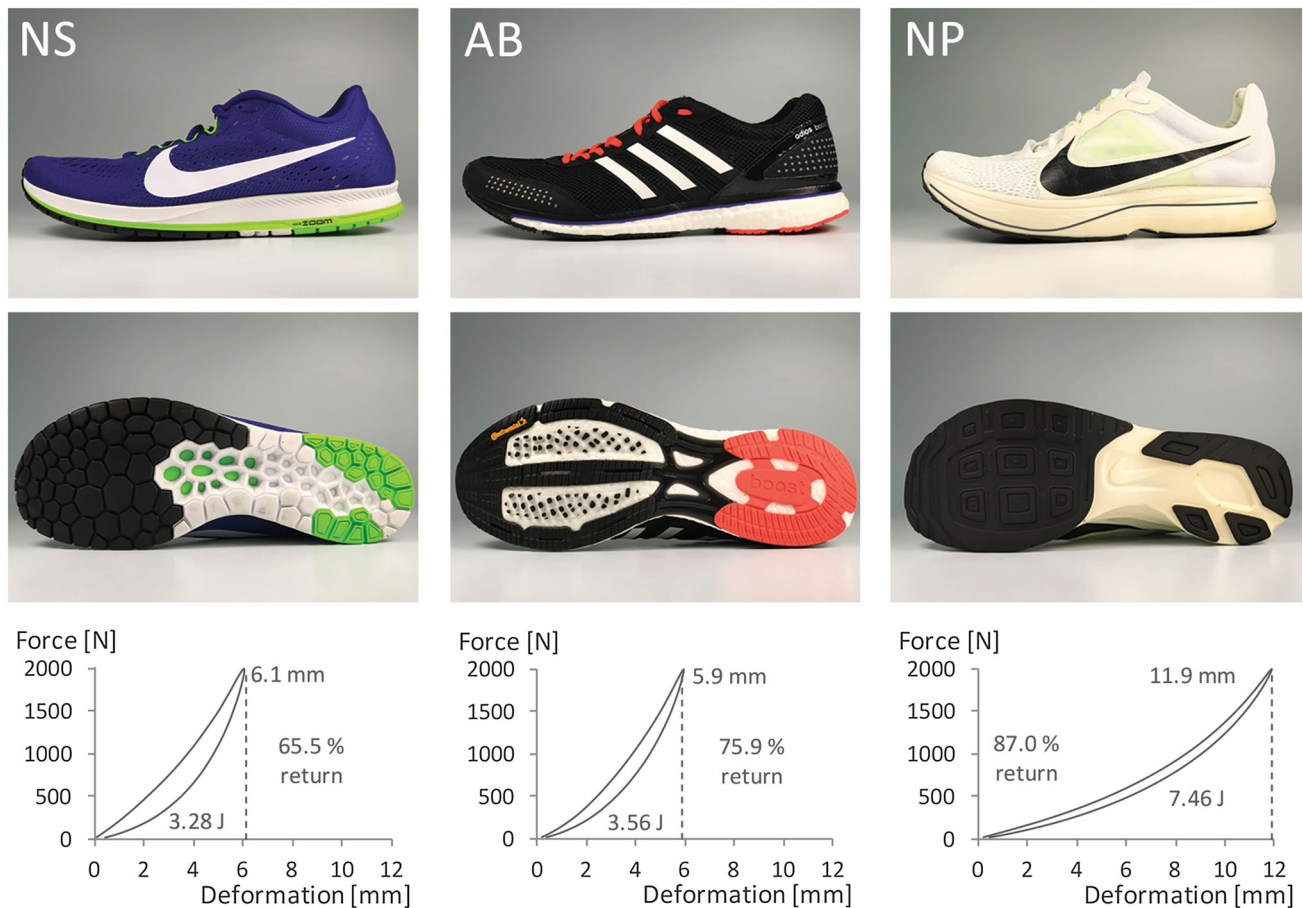 NS
AB
NP
ZOOM
adidas boost
Continental
boost
Force [N]
2000
1500
1000
500
0
0 2 4 6 8 10 12
Deformation [mm]
6.1 mm
65.5 %
return
3.28 J
Force [N]
2000
1500
1000
500
0
0 2 4 6 8 10 12
Deformation [mm]
5.9 mm
75.9 %
return
3.56 J
Force [N]
2000
1500
1000
500
0
0 2 4 6 8 10 12
Deformation [mm]
11.9 mm
87.0 %
return
7.46 J